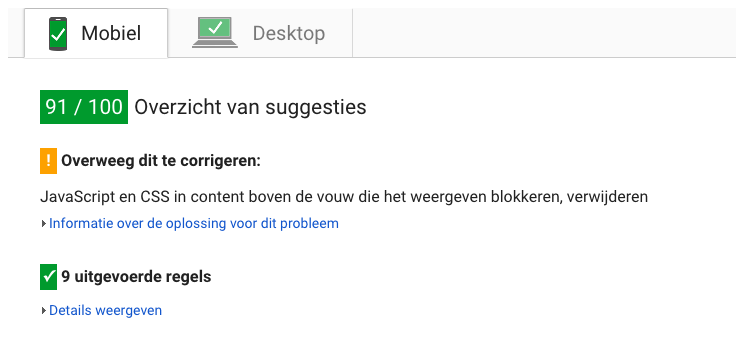 Mobiel
Desktop
91 / 100 Overzicht van suggesties
! Overweeg dit te corrigeren:
JavaScript en CSS in content boven de vouw die het weergeven blokkeren, verwijderen
Informatie over de oplossing voor dit probleem
9 uitgevoerde regels
Details weergeven